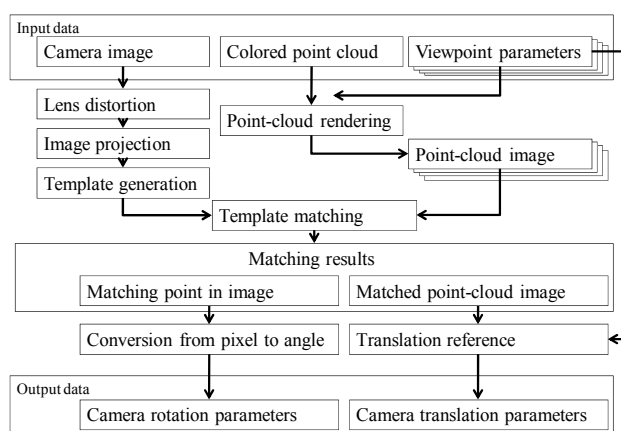 Input data
Camera image
Colored point cloud
Viewpoint parameters
Lens distortion
Point-cloud rendering
Image projection
Point-cloud image
Template generation
Template matching
Matching results
Matching point in image
Matched point-cloud image
Conversion from pixel to angle
Translation reference
Output data
Camera rotation parameters
Camera translation parameters